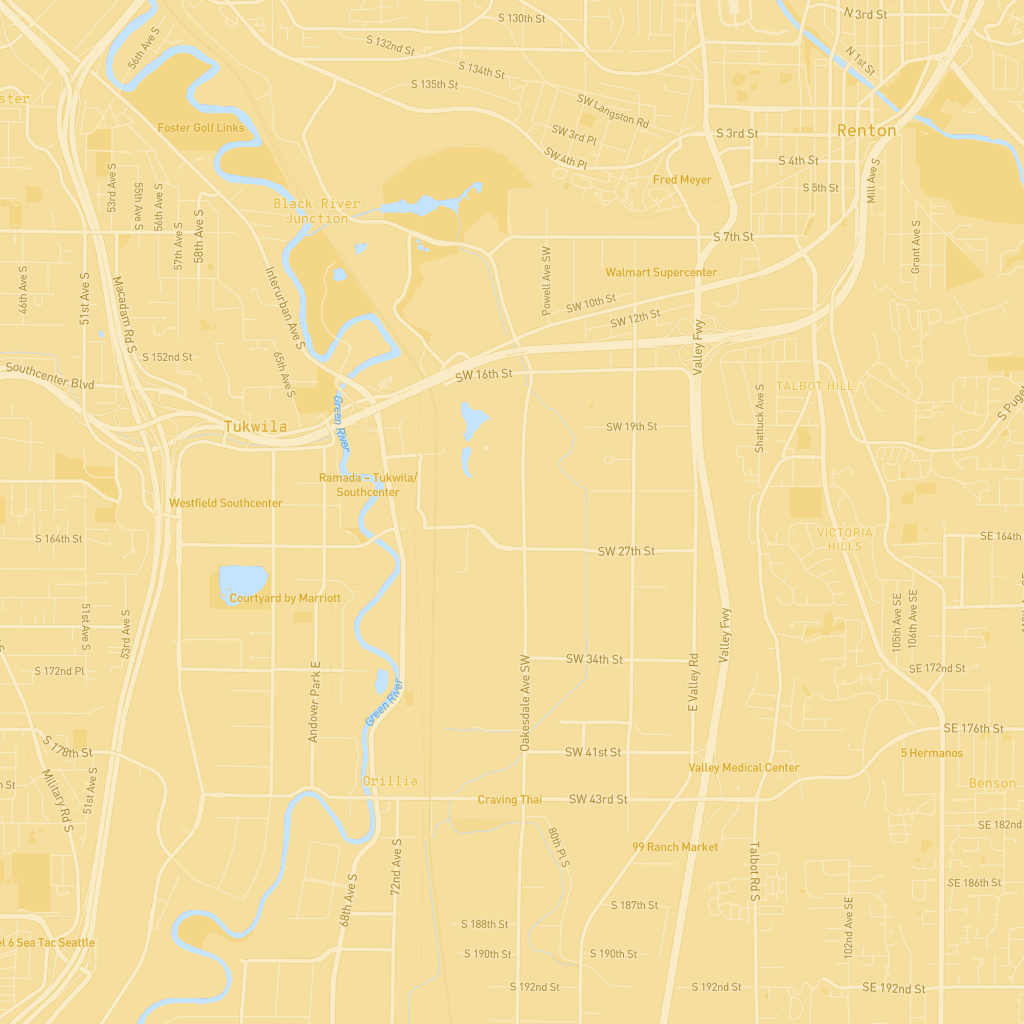 S 130th St
N 3rd St
56th Ave S
S 132nd St
N 1st St
S 134th St
S 135th St
ster
SW Langston Rd
Foster Golf Links
SW 3rd Pl
S 3rd St
Renton
SW 4th Pl
S 4th St
Fred Meyer
S 5th St
Mill Ave S
53rd Ave S
55th Ave S
56th Ave S
57th Ave S
58th Ave S
Black River
Junction
S 7th St
Grant Ave S
46th Ave S
51st Ave S
Macadam Rd S
Interurban Ave S
Powell Ave SW
Walmart Supercenter
SW 10th St
SW 12th St
Valley Fwy
S 152nd St
65th Ave S
Southcenter Blvd
SW 16th St
TALBOT HILL
S Puget
Shattuck Ave S
Tukwila
Green River
SW 19th St
Ramada – Tukwila/
Southcenter
Westfield Southcenter
S 164th St
VICTORIA
HILLS
SE 164th
SW 27th St
Courtyard by Marriott
51st Ave S
53rd Ave S
105th Ave SE
106th Ave SE
Valley Fwy
S 172nd Pl
Andover Park E
SW 34th St
SE 172nd St
E Valley Rd
Green River
Oakesdale Ave SW
SE 176th St
S 178th St
SW 41st St
5 Hermanos
Valley Medical Center
Military Rd S
51st Ave S
h St
Orillia
Benson
Craving Thai
SW 43rd St
SE 182nd
80th Pl S
99 Ranch Market
72nd Ave S
68th Ave S
Talbot Rd S
SE 186th St
S 187th St
102nd Ave SE
S 188th St
el 6 Sea Tac Seattle
S 190th St
S 190th St
S 192nd St
S 192nd St
SE 192nd St